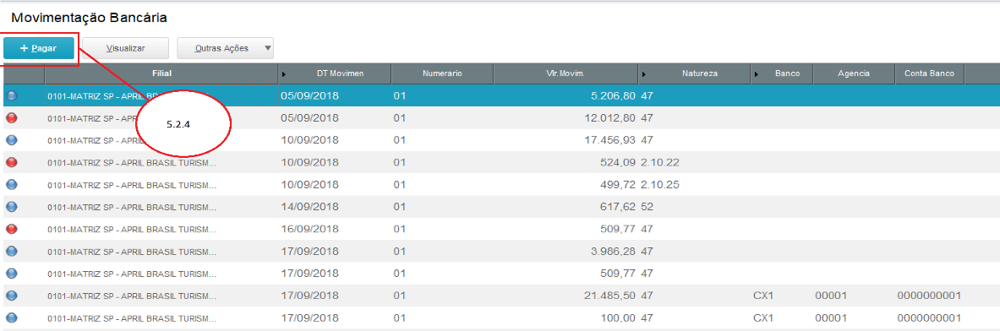 Movimentação Bancária
+ Pagar Visualizar Outras Ações
Filial DT Movimen Numerario Vlr.Movim. Natureza Banco Agencia Conta Banco
0101-MATRIZ SP - APRIL 05/09/2018 01 5.206,80 47
0101-MATRIZ SP - APRIL 05/09/2018 01 12.012,80 47
5.2.4
0101-MATRIZ SP - APRIL 10/09/2018 01 17.456,93 47
0101-MATRIZ SP - APRIL BRASIL TURISM... 10/09/2018 01 524,09 2.10.22
0101-MATRIZ SP - APRIL BRASIL TURISM... 10/09/2018 01 499,72 2.10.25
0101-MATRIZ SP - APRIL BRASIL TURISM... 14/09/2018 01 617,62 52
0101-MATRIZ SP - APRIL BRASIL TURISM... 16/09/2018 01 509,77 47
0101-MATRIZ SP - APRIL BRASIL TURISM... 17/09/2018 01 3.986,28 47
0101-MATRIZ SP - APRIL BRASIL TURISM... 17/09/2018 01 509,77 47
0101-MATRIZ SP - APRIL BRASIL TURISM... 17/09/2018 01 21.485,50 47 CX1 00001 0000000001
0101-MATRIZ SP - APRIL BRASIL TURISM... 17/09/2018 01 100,00 47 CX1 00001 0000000001